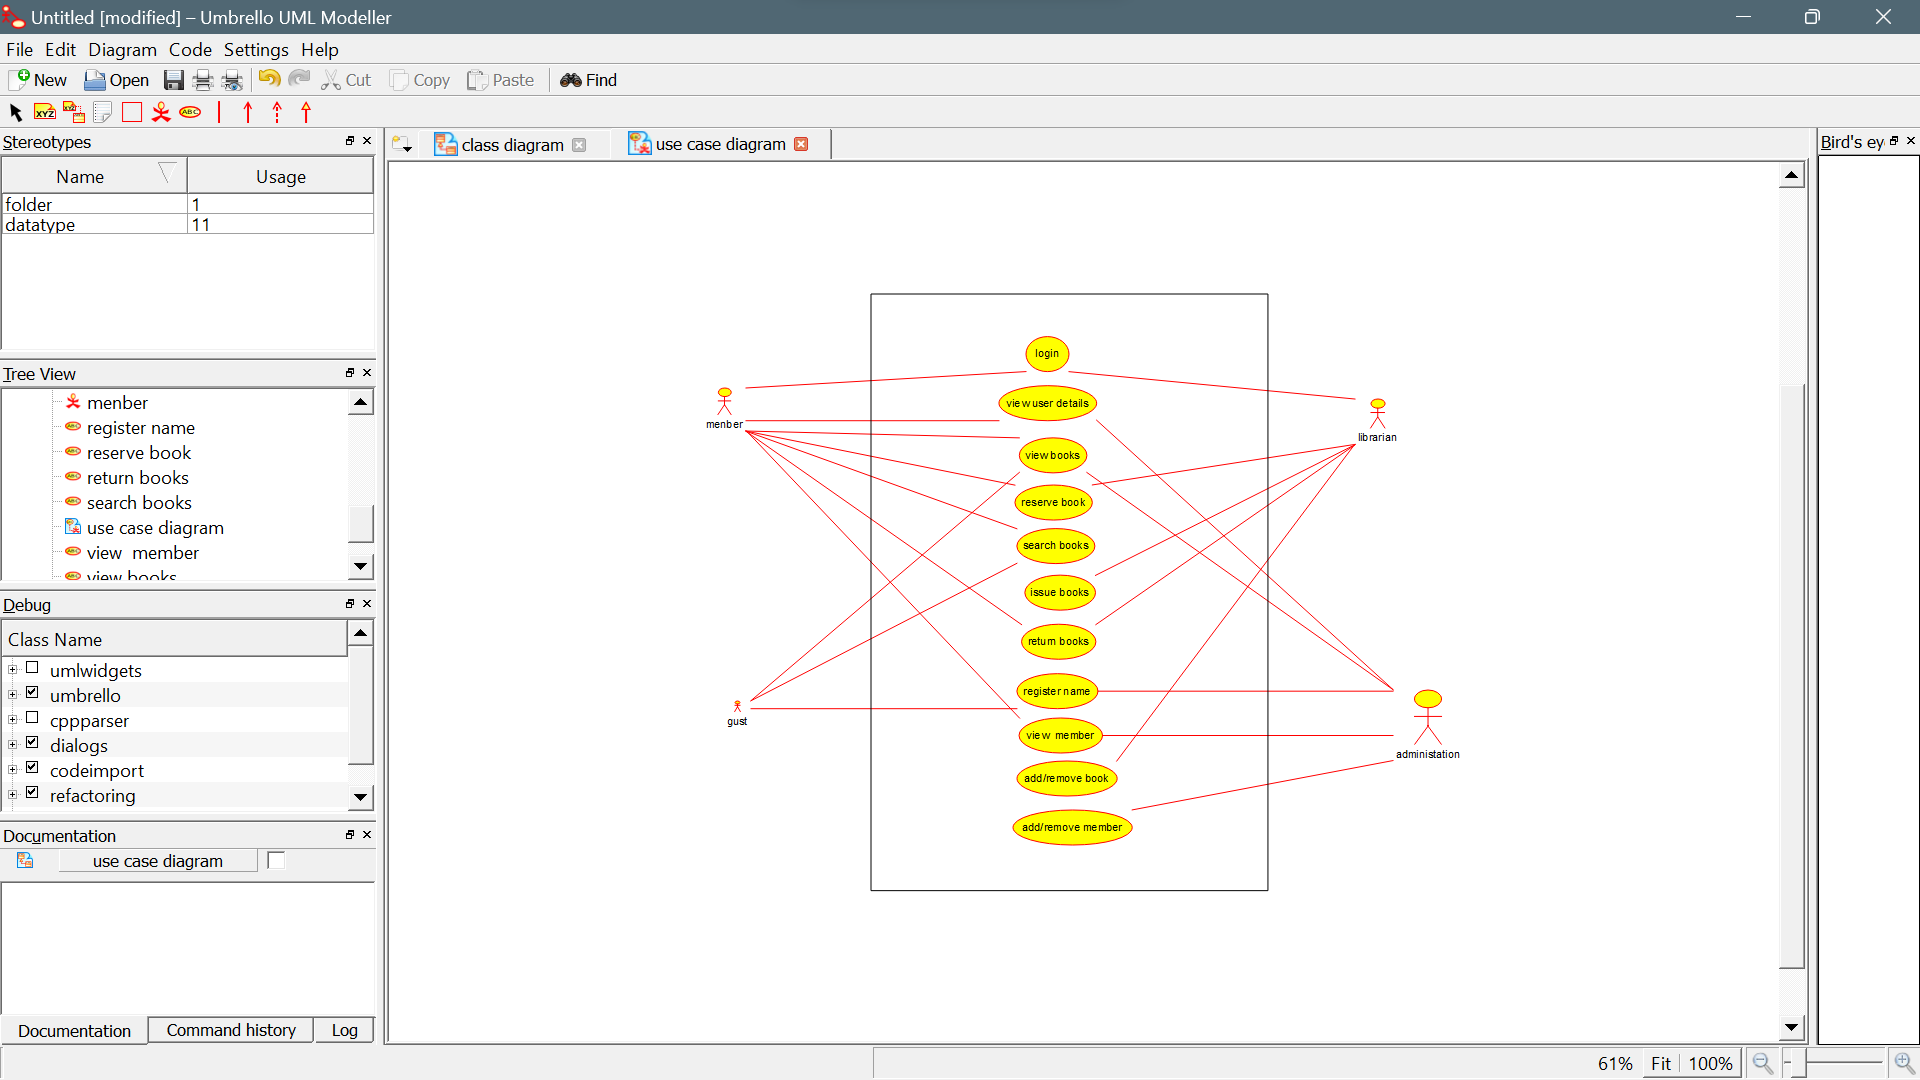 Untitled [modified] – Umbrello UML Modeller
File Edit Diagram Code Settings Help
New Open Cut Copy Paste Find
XYZ XYZ ABC
Stereotypes
Name Usage
folder 1
datatype 11
Tree View
menber
register name
reserve book
return books
search books
use case diagram
view member
view books
Debug
Class Name
umlwidgets
umbrello
cppparser
dialogs
codeimport
refactoring
Documentation
use case diagram
Documentation Command history Log
class diagram use case diagram
login
view user details
view books
reserve book
search books
issue books
return books
register name
view member
add/remove book
add/remove member
menber
gust
librarian
administation
Bird's ey
61% Fit 100%